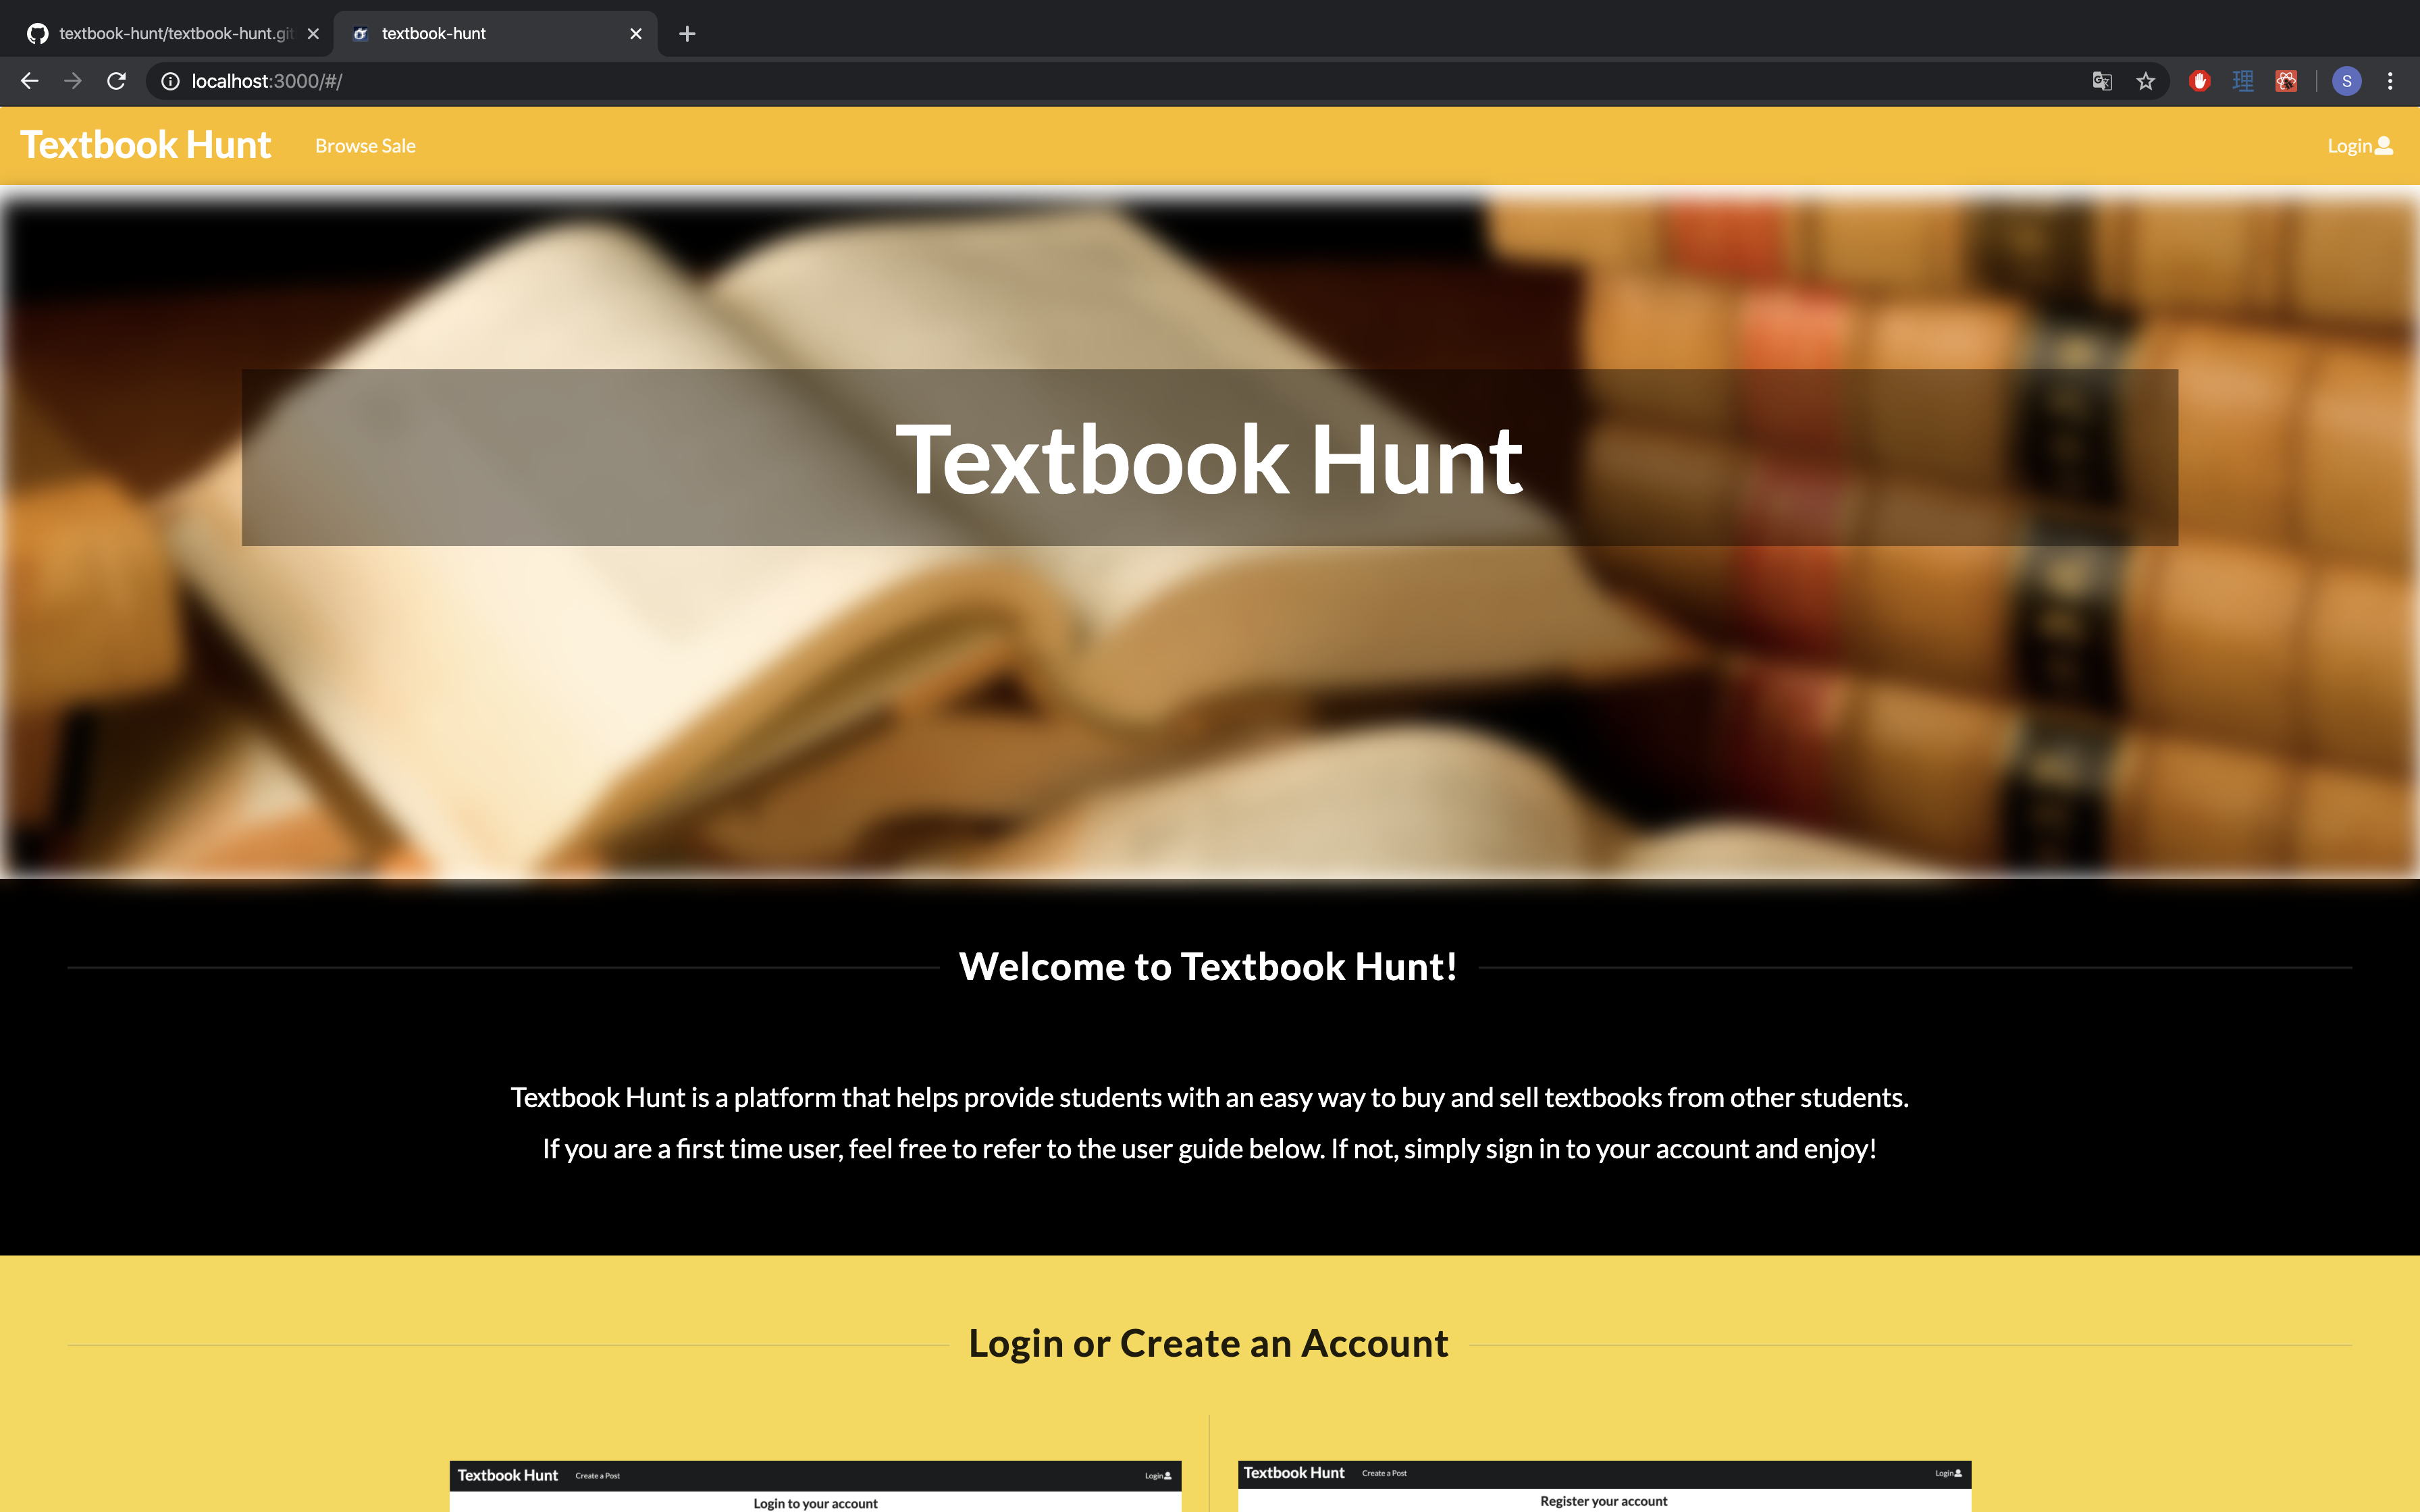 textbook-hunt/textbook-hunt.git
textbook-hunt
localhost:3000/#/
S
Textbook Hunt
Browse Sale
Login
Textbook Hunt
Welcome to Textbook Hunt!
Textbook Hunt is a platform that helps provide students with an easy way to buy and sell textbooks from other students.
If you are a first time user, feel free to refer to the user guide below. If not, simply sign in to your account and enjoy!
Login or Create an Account
Textbook Hunt
Create a Post
Login
Login to your account
Textbook Hunt
Create a Post
Login
Register your account